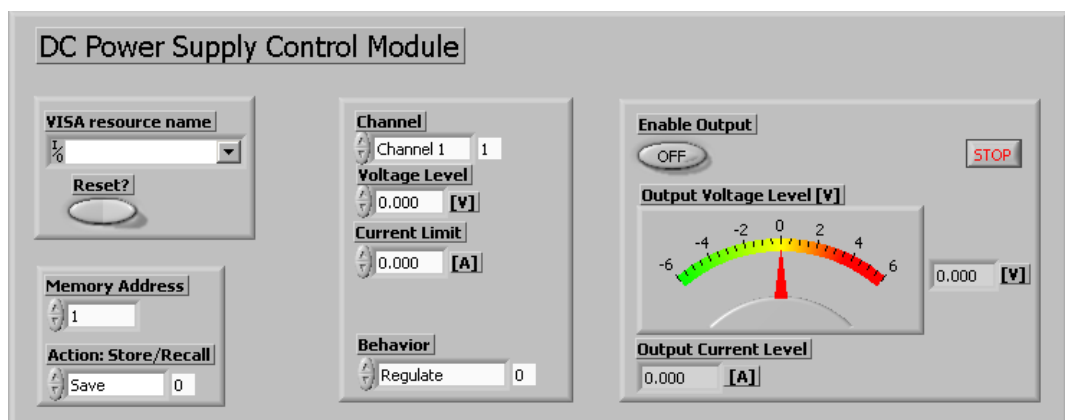 DC Power Supply Control Module
VISA resource name
I/O
Reset?
Memory Address
1
Action: Store/Recall
Save 0
Channel
Channel 1 1
Voltage Level
0.000 [V]
Current Limit
0.000 [A]
Behavior
Regulate 0
Enable Output
OFF
STOP
Output Voltage Level [V]
-6 -4 -2 0 2 4 6
0.000 [V]
Output Current Level
0.000 [A]